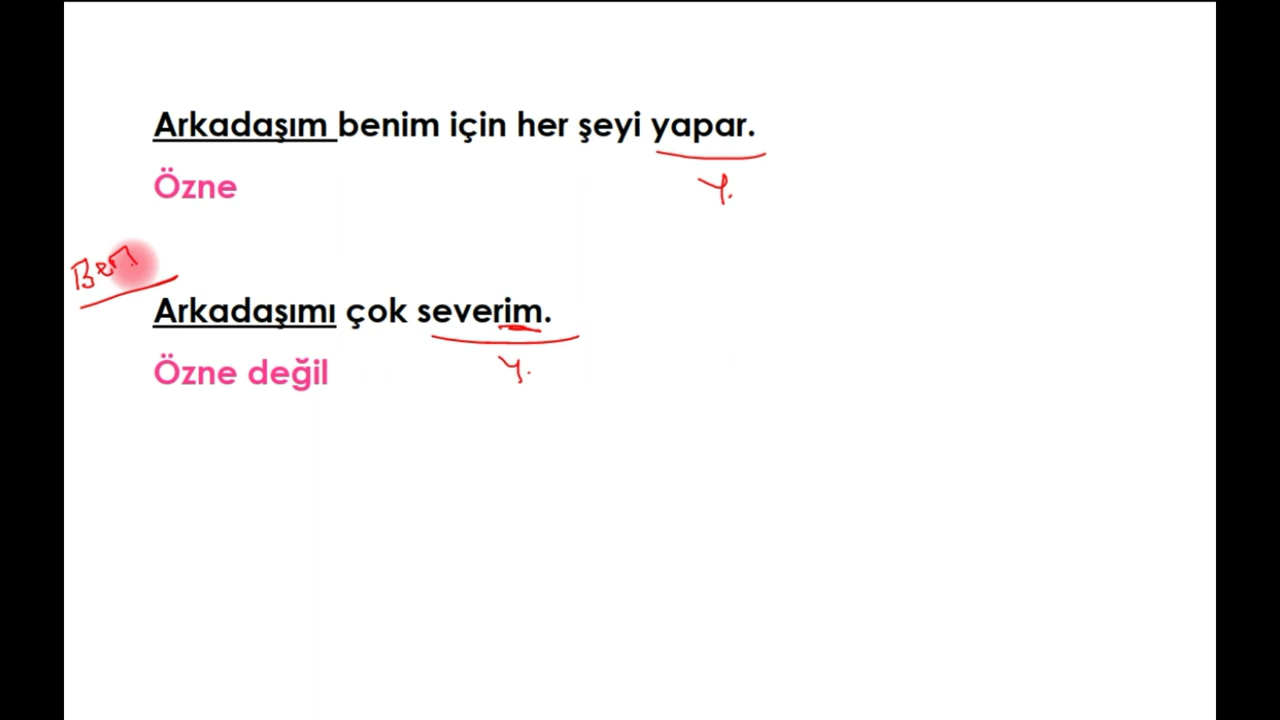 Arkadaşım benim için her şeyi yapar.
Y.
Özne
Ben
Arkadaşımı çok severim.
Y.
Özne değil